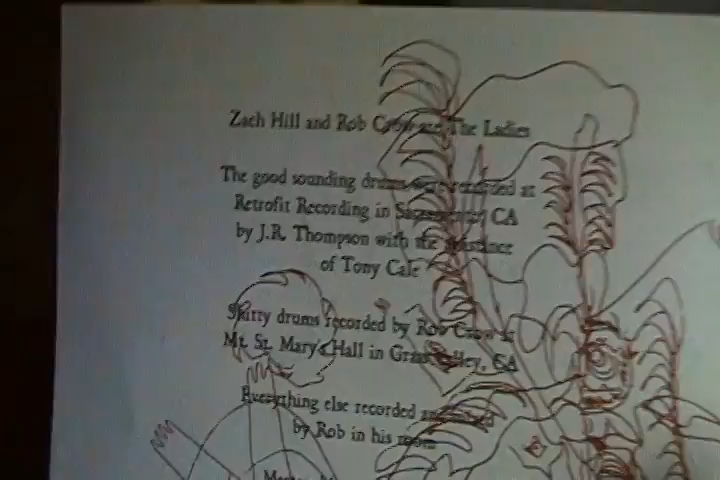 Zach Hill and Rob Crow are The Ladies
The good sounding drums were recorded at
Retrofit Recording in Sacramento CA
by J.R. Thompson with the assistance
of Tony Cale
Shitty drums recorded by Rob Crow at
Mt. St. Mary's Hall in Grass Valley, CA
Everything else recorded and mixed
by Rob in his room